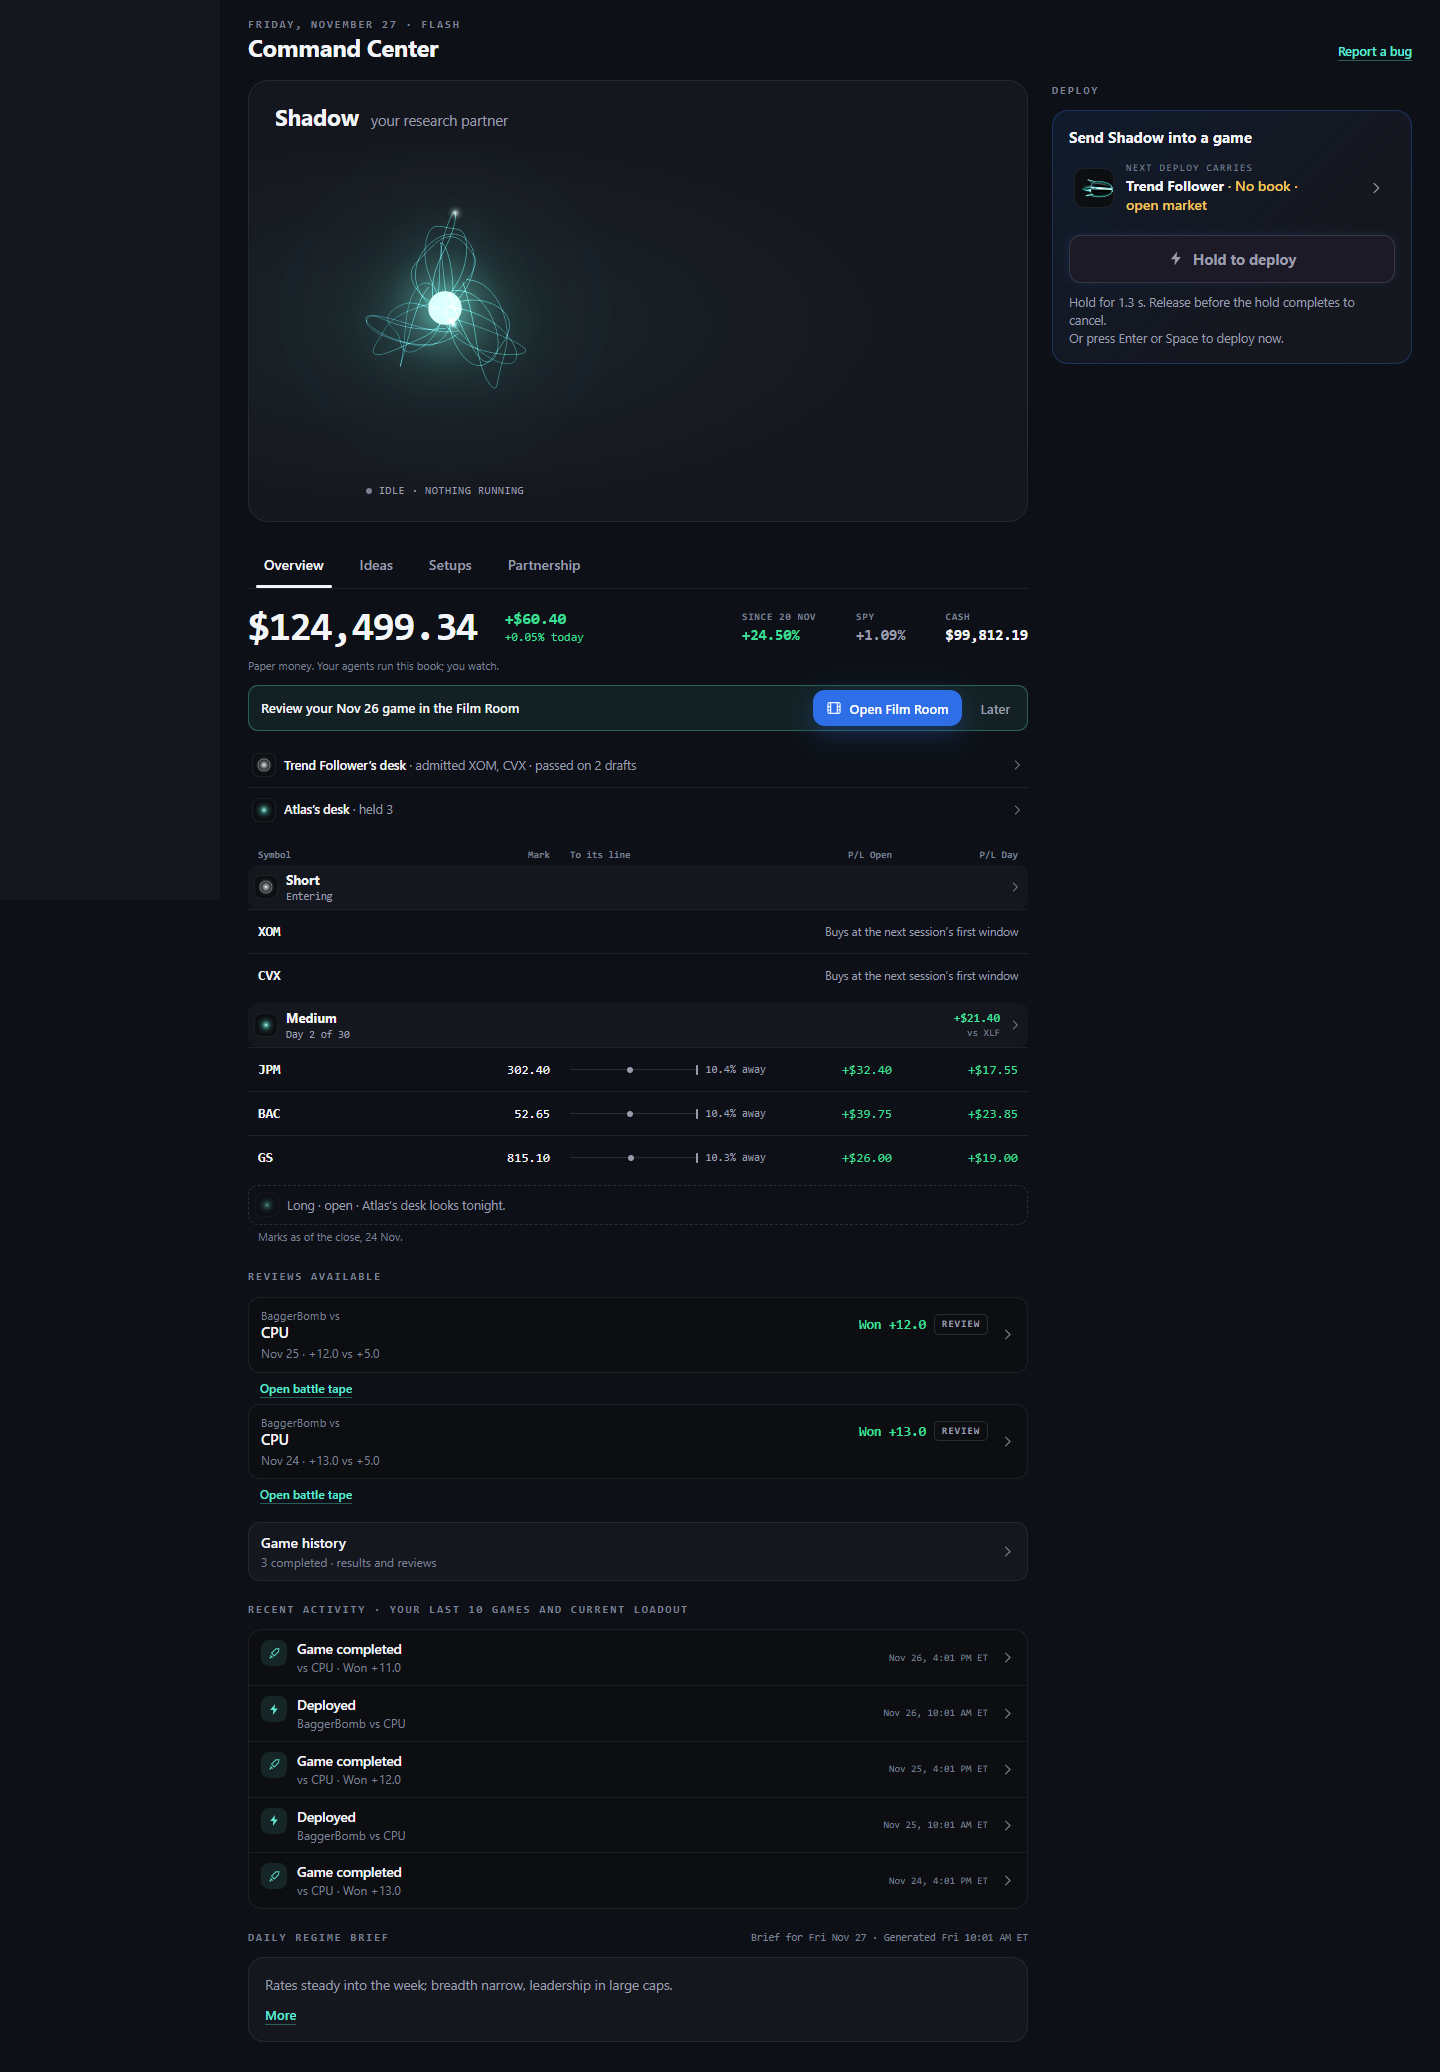 FRIDAY, NOVEMBER 27 · FLASH
Command Center
Report a bug
Shadow your research partner
IDLE · NOTHING RUNNING
DEPLOY
Send Shadow into a game
NEXT DEPLOY CARRIES
Trend Follower · No book ·
open market
Hold to deploy
Hold for 1.3 s. Release before the hold completes to
cancel.
Or press Enter or Space to deploy now.
Overview Ideas Setups Partnership
$124,499.34
+$60.40
+0.05% today
SINCE 20 NOV
+24.50%
SPY
+1.09%
CASH
$99,812.19
Paper money. Your agents run this book; you watch.
Review your Nov 26 game in the Film Room
Open Film Room
Later
Trend Follower's desk · admitted XOM, CVX · passed on 2 drafts
Atlas's desk · held 3
Symbol Mark To its line P/L Open P/L Day
Short
Entering
XOM Buys at the next session's first window
CVX Buys at the next session's first window
Medium
Day 2 of 30
+$21.40
vs XLF
JPM 302.40 10.4% away +$32.40 +$17.55
BAC 52.65 10.4% away +$39.75 +$23.85
GS 815.10 10.3% away +$26.00 +$19.00
Long · open · Atlas's desk looks tonight.
Marks as of the close, 24 Nov.
REVIEWS AVAILABLE
BaggerBomb vs
CPU
Nov 25 · +12.0 vs +5.0
Won +12.0 REVIEW
Open battle tape
BaggerBomb vs
CPU
Nov 24 · +13.0 vs +5.0
Won +13.0 REVIEW
Open battle tape
Game history
3 completed · results and reviews
RECENT ACTIVITY · YOUR LAST 10 GAMES AND CURRENT LOADOUT
Game completed
vs CPU · Won +11.0
Nov 26, 4:01 PM ET
Deployed
BaggerBomb vs CPU
Nov 26, 10:01 AM ET
Game completed
vs CPU · Won +12.0
Nov 25, 4:01 PM ET
Deployed
BaggerBomb vs CPU
Nov 25, 10:01 AM ET
Game completed
vs CPU · Won +13.0
Nov 24, 4:01 PM ET
DAILY REGIME BRIEF
Brief for Fri Nov 27 · Generated Fri 10:01 AM ET
Rates steady into the week; breadth narrow, leadership in large caps.
More